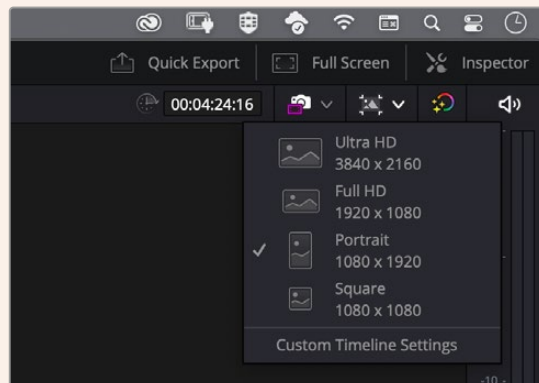 Quick Export
Full Screen
Inspector
00:04:24:16
Ultra HD
3840 x 2160
Full HD
1920 x 1080
Portrait
1080 x 1920
Square
1080 x 1080
Custom Timeline Settings
-10